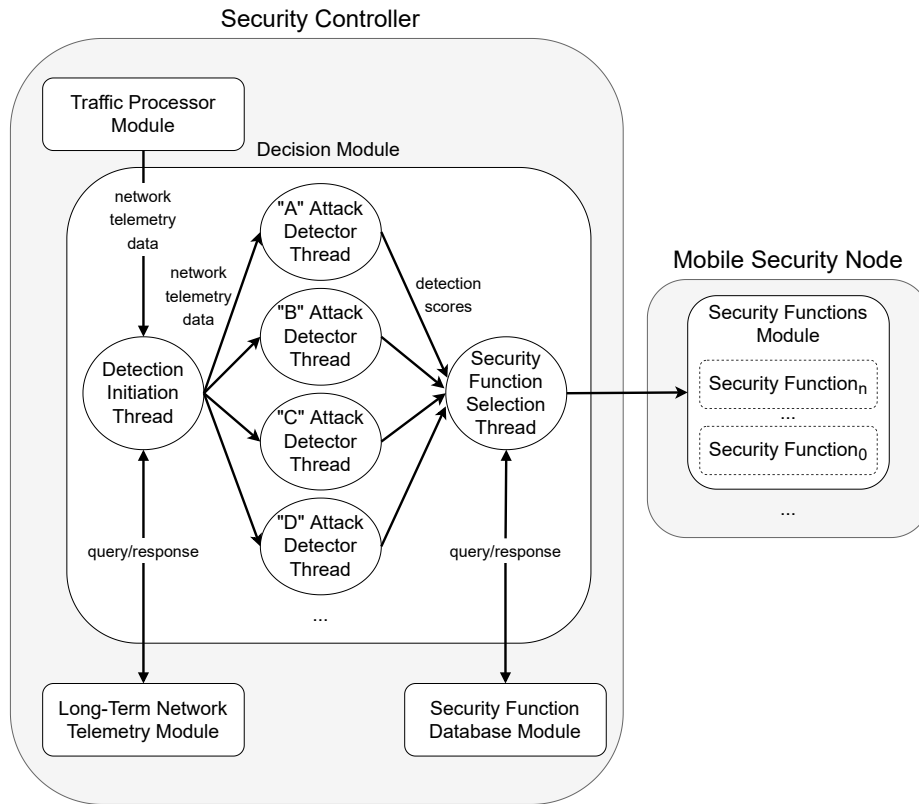 Security Controller
Traffic Processor
Module
Decision Module
network
telemetry
data
"A" Attack
Detector
Thread
network
telemetry
data
detection
scores
"B" Attack
Detector
Thread
Detection
Initiation
Thread
"C" Attack
Detector
Thread
Security
Function
Selection
Thread
"D" Attack
Detector
Thread
...
query/response
query/response
Long-Term Network
Telemetry Module
Security Function
Database Module
Mobile Security Node
Security Functions
Module
Security Functionₙ
...
Security Function₀
...